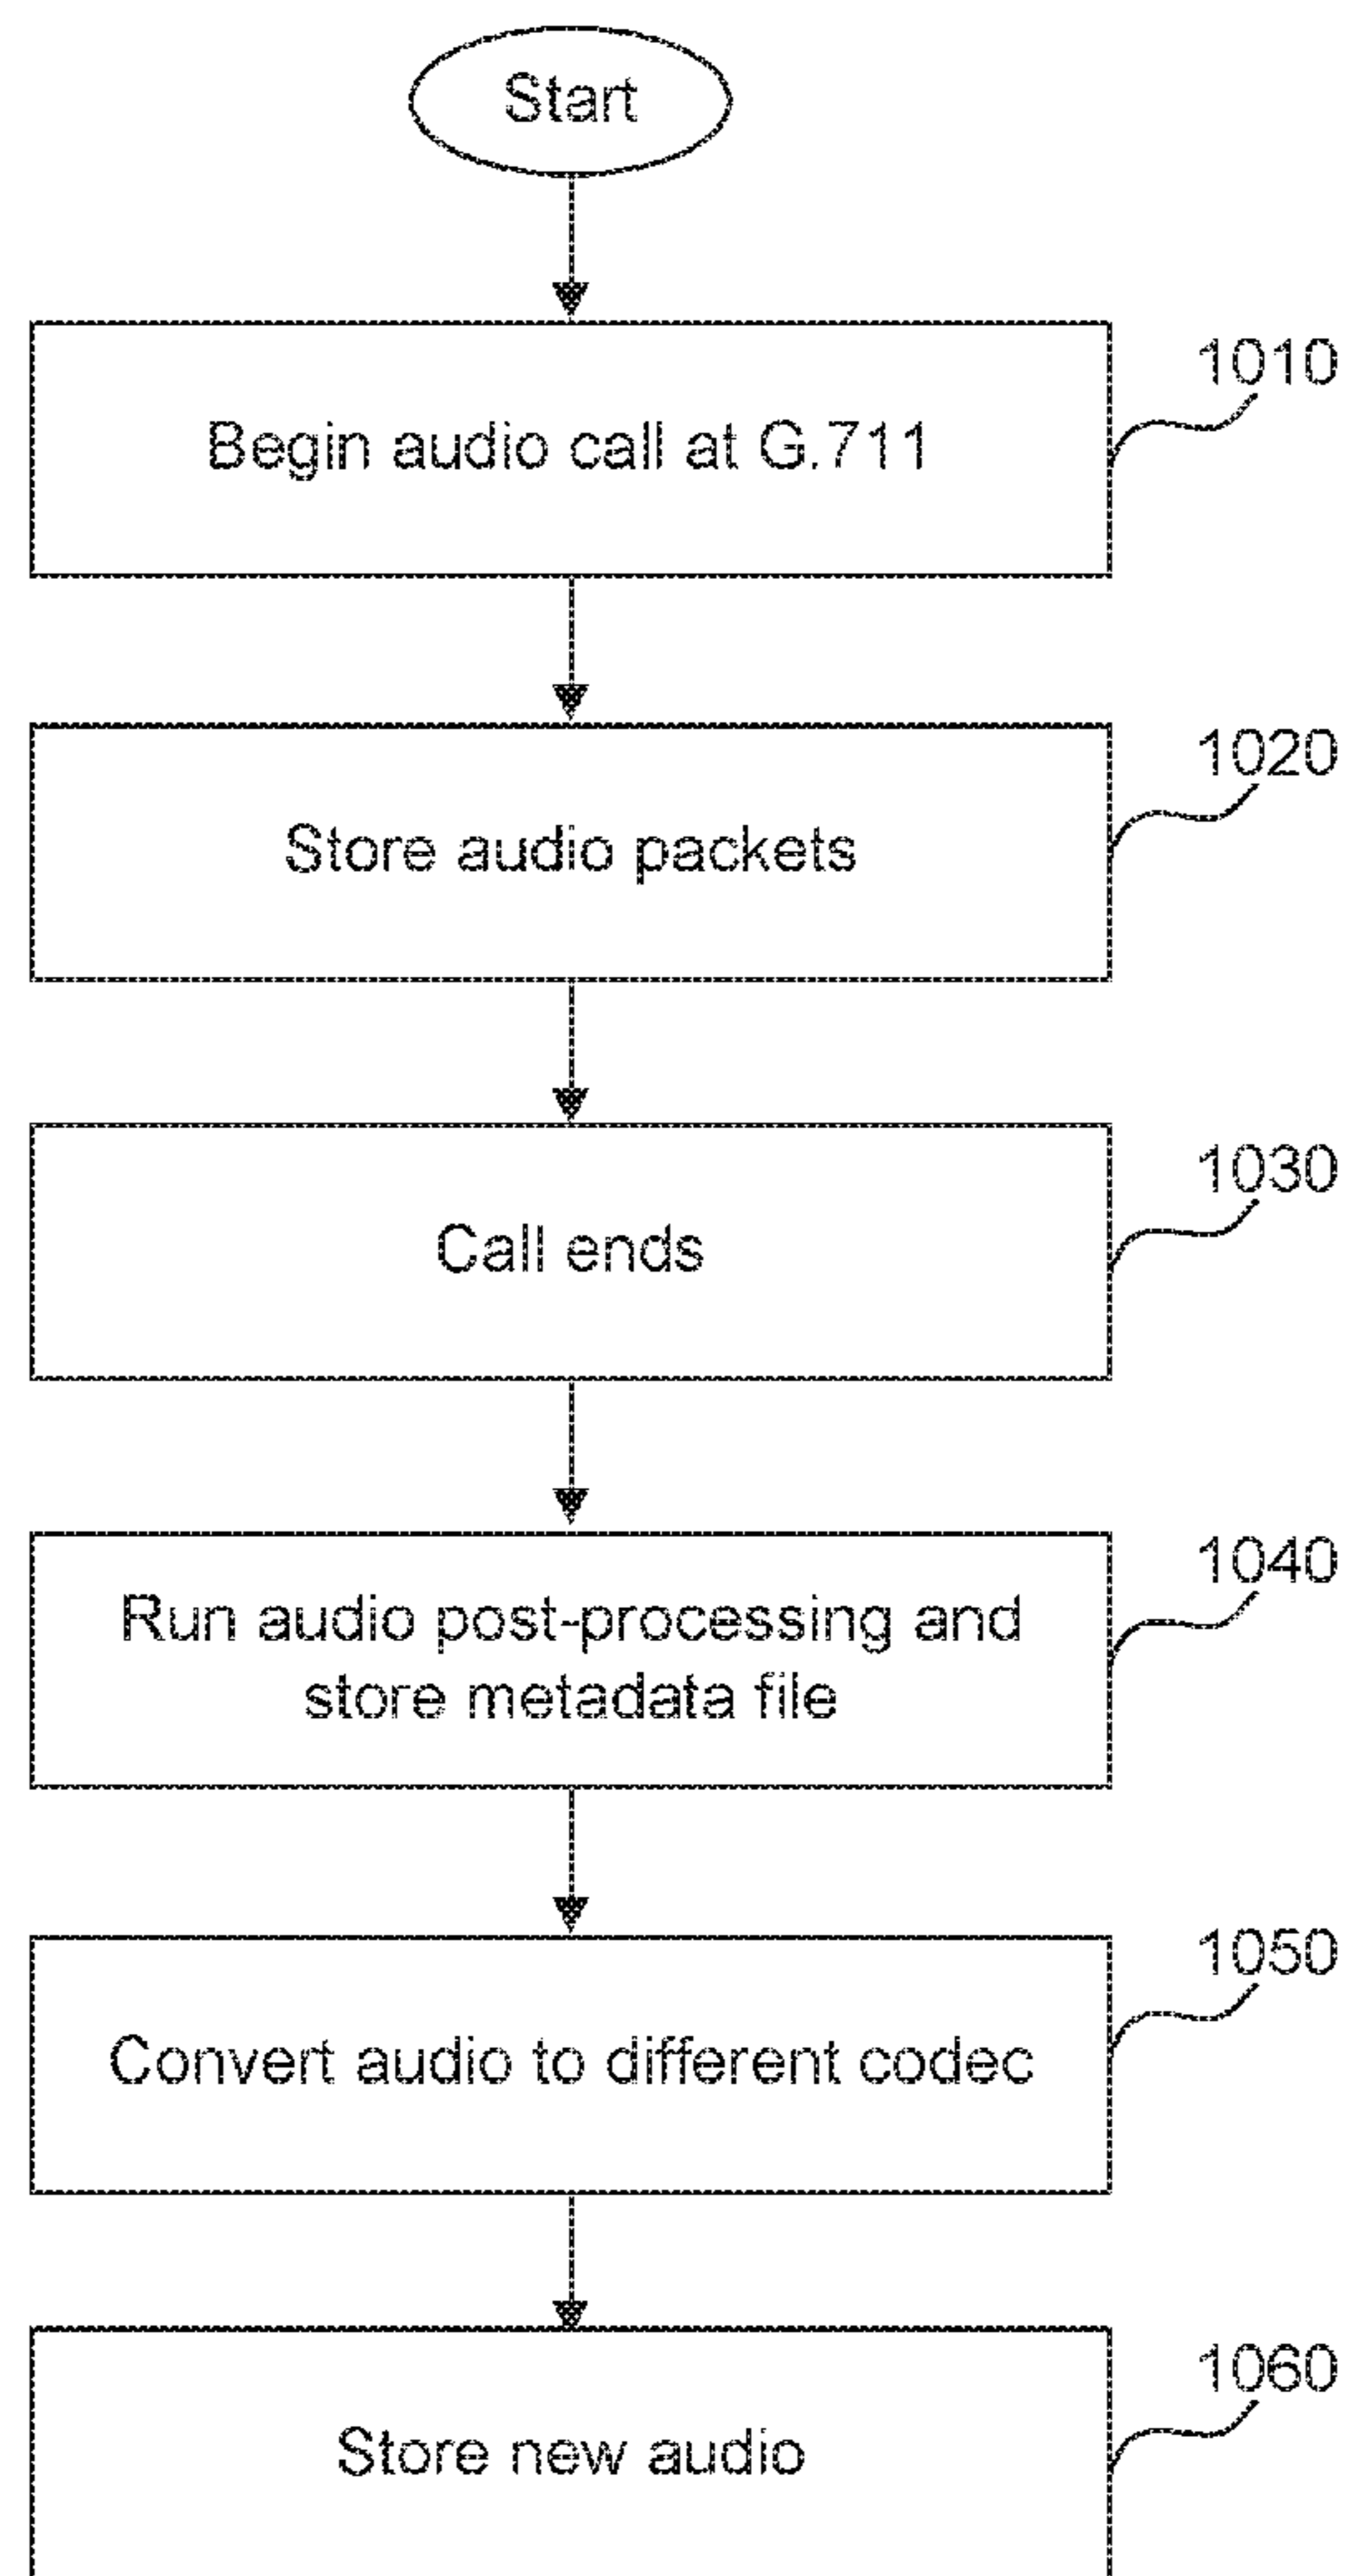 Start
1010
Begin audio call at G.711
1020
Store audio packets
1030
Call ends
1040
Run audio post-processing and
store metadata file
1050
Convert audio to different codec
1060
Store new audio